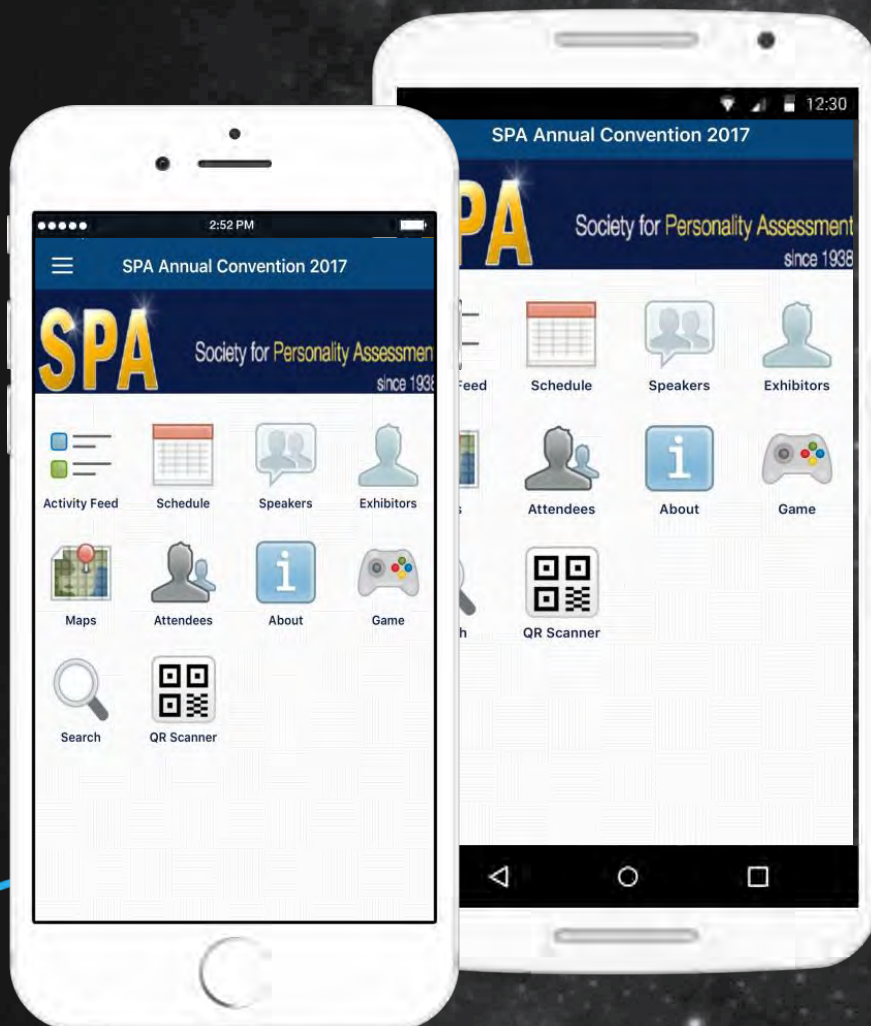 2:52 PM
SPA Annual Convention 2017
SPA
Society for Personality Assessmen
since 1938
Activity Feed
Schedule
Speakers
Exhibitors
Maps
Attendees
About
Game
Search
QR Scanner
12:30
SPA Annual Convention 2017
PA
Society for Personality Assessment
since 1938
Feed
Schedule
Speakers
Exhibitors
s
Attendees
About
Game
h
QR Scanner